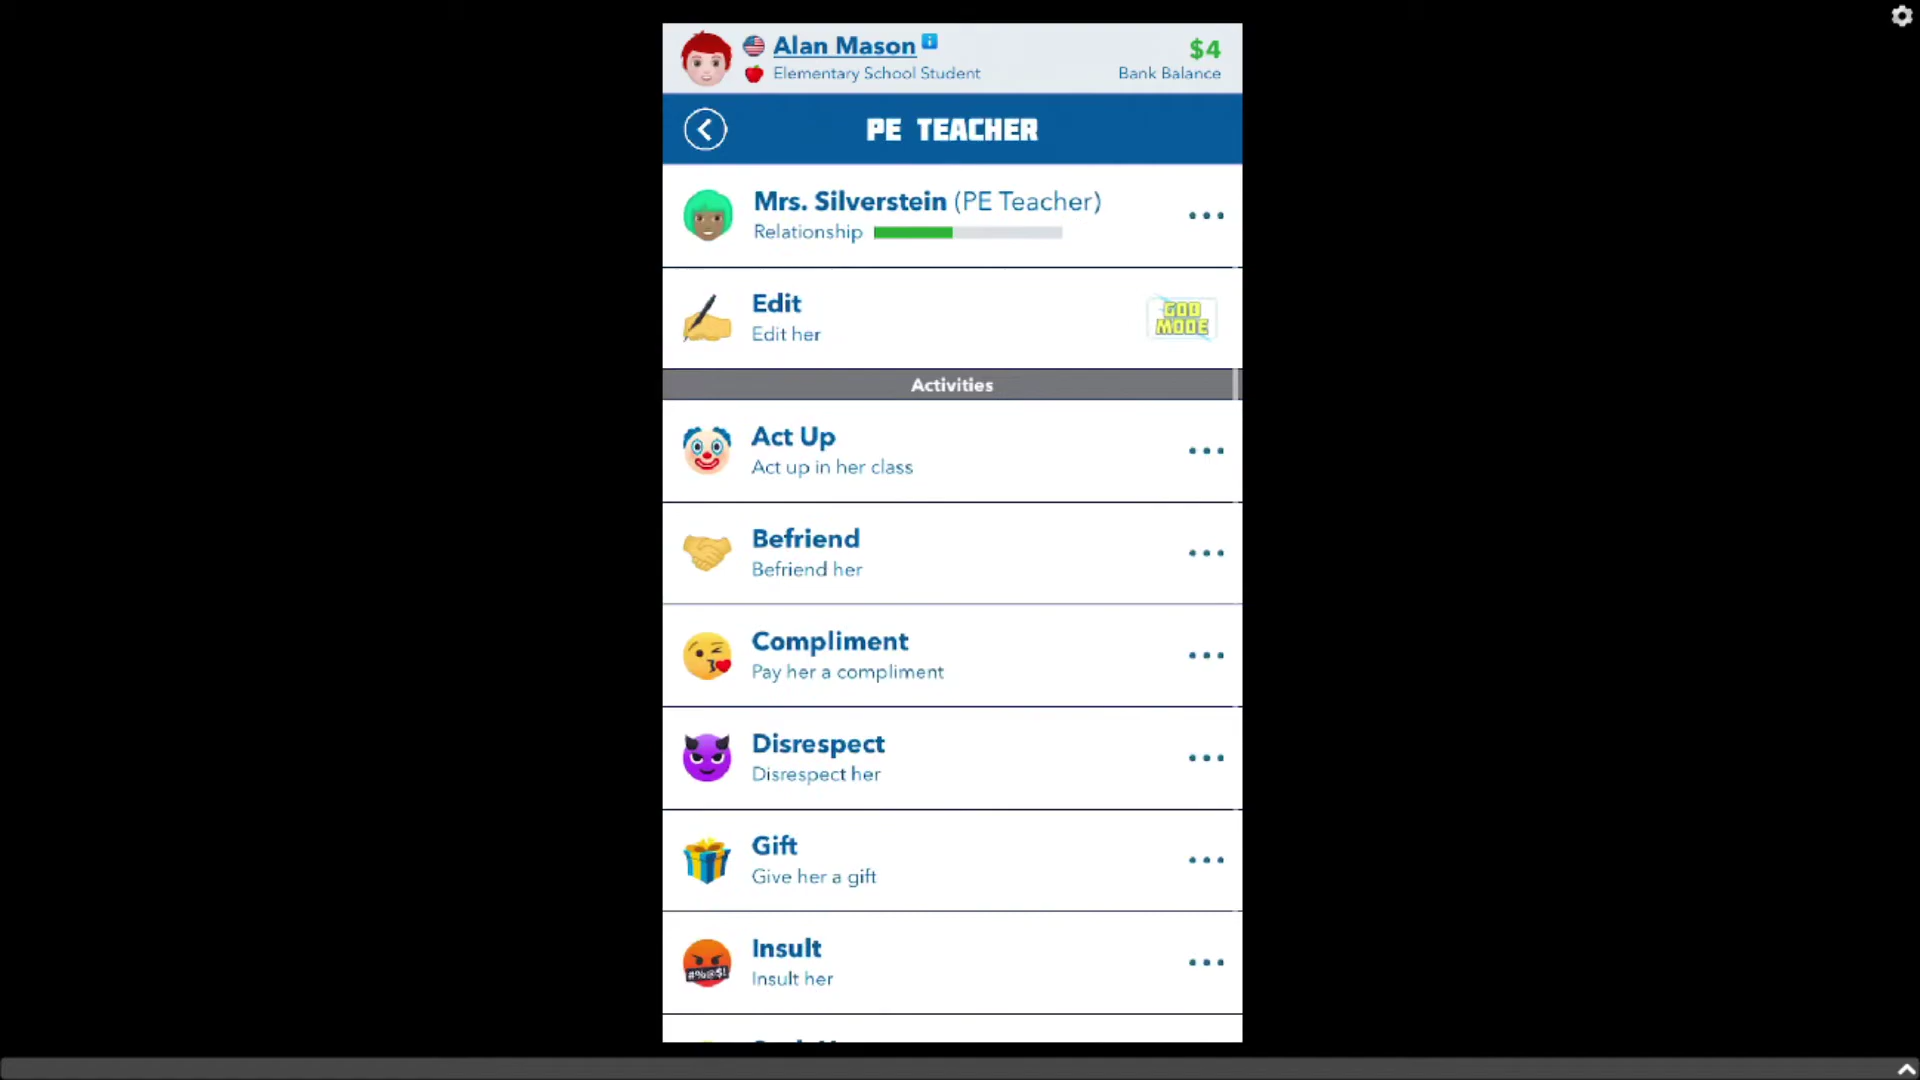 Alan Mason
$4
Elementary School Student
Bank Balance
PE TEACHER
Mrs. Silverstein (PE Teacher)
Relationship
Edit
Edit her
GOD
MODE
Activities
Act Up
Act up in her class
Befriend
Befriend her
Compliment
Pay her a compliment
Disrespect
Disrespect her
Gift
Give her a gift
#%@$!
Insult
Insult her